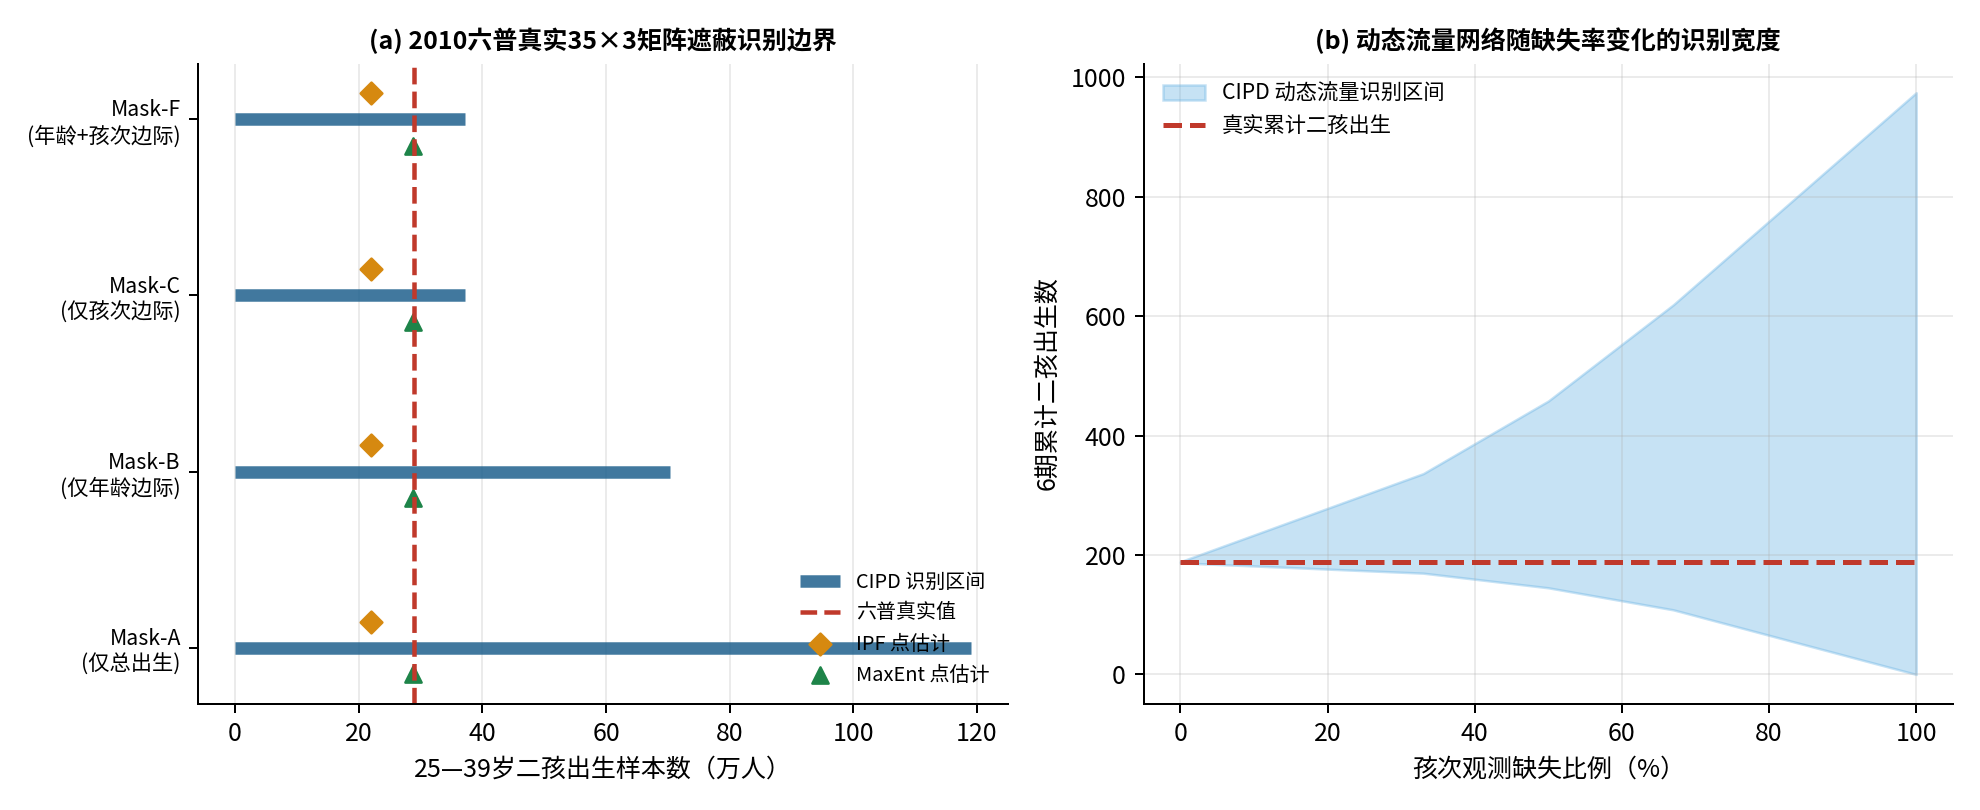 (a) 2010六普真实35×3矩阵遮蔽识别边界
Mask-F
(年龄+孩次边际)
Mask-C
(仅孩次边际)
Mask-B
(仅年龄边际)
Mask-A
(仅总出生)
CIPD 识别区间
六普真实值
IPF 点估计
MaxEnt 点估计
0 20 40 60 80 100 120
25—39岁二孩出生样本数（万人）
(b) 动态流量网络随缺失率变化的识别宽度
CIPD 动态流量识别区间
真实累计二孩出生
6期累计二孩出生数
1000
800
600
400
200
0
0 20 40 60 80 100
孩次观测缺失比例（%）